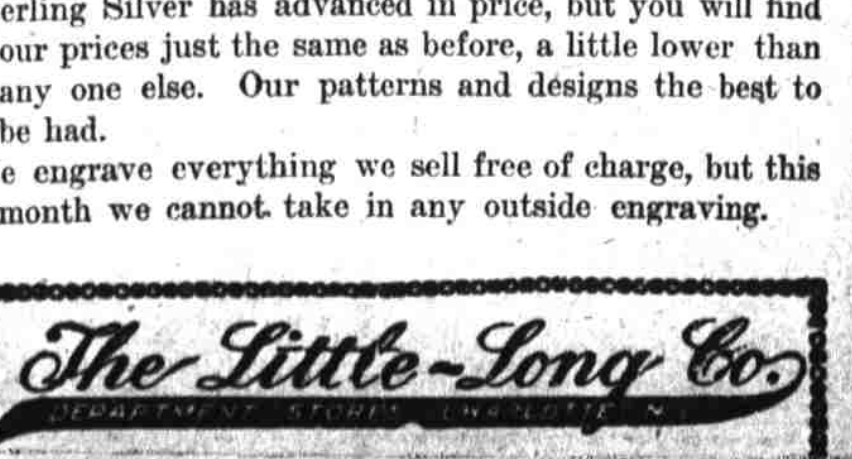 erling Silver has advanced in price, but you will find
our prices just the same as before, a little lower than
any one else. Our patterns and designs the best to
be had.
e engrave everything we sell free of charge, but this
month we cannot take in any outside engraving.
The Little-Long Co.
DEPARTMENT STORES CHARLOTTE N